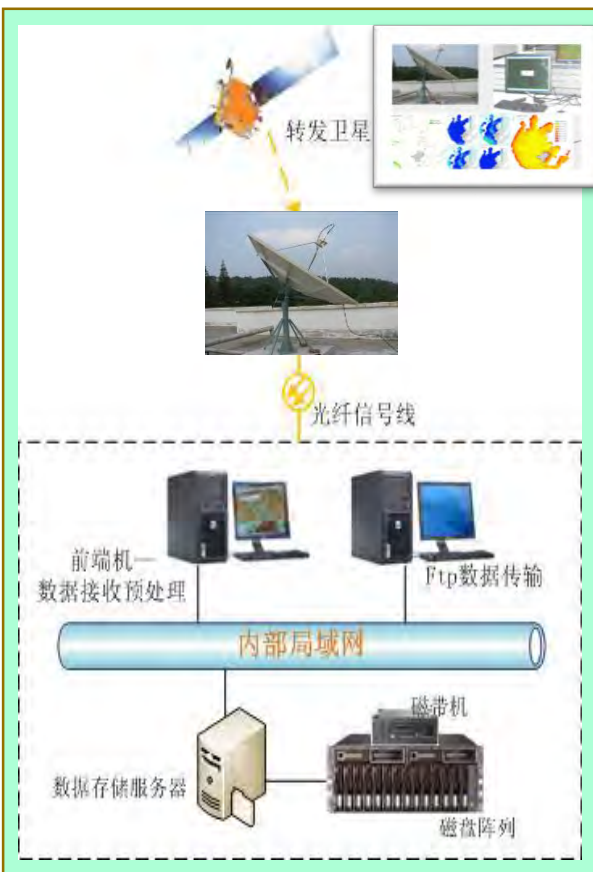 转发卫星
光纤信号线
前端机—
数据接收预处理
Ftp数据传输
内部局域网
磁带机
数据存储服务器
磁盘阵列